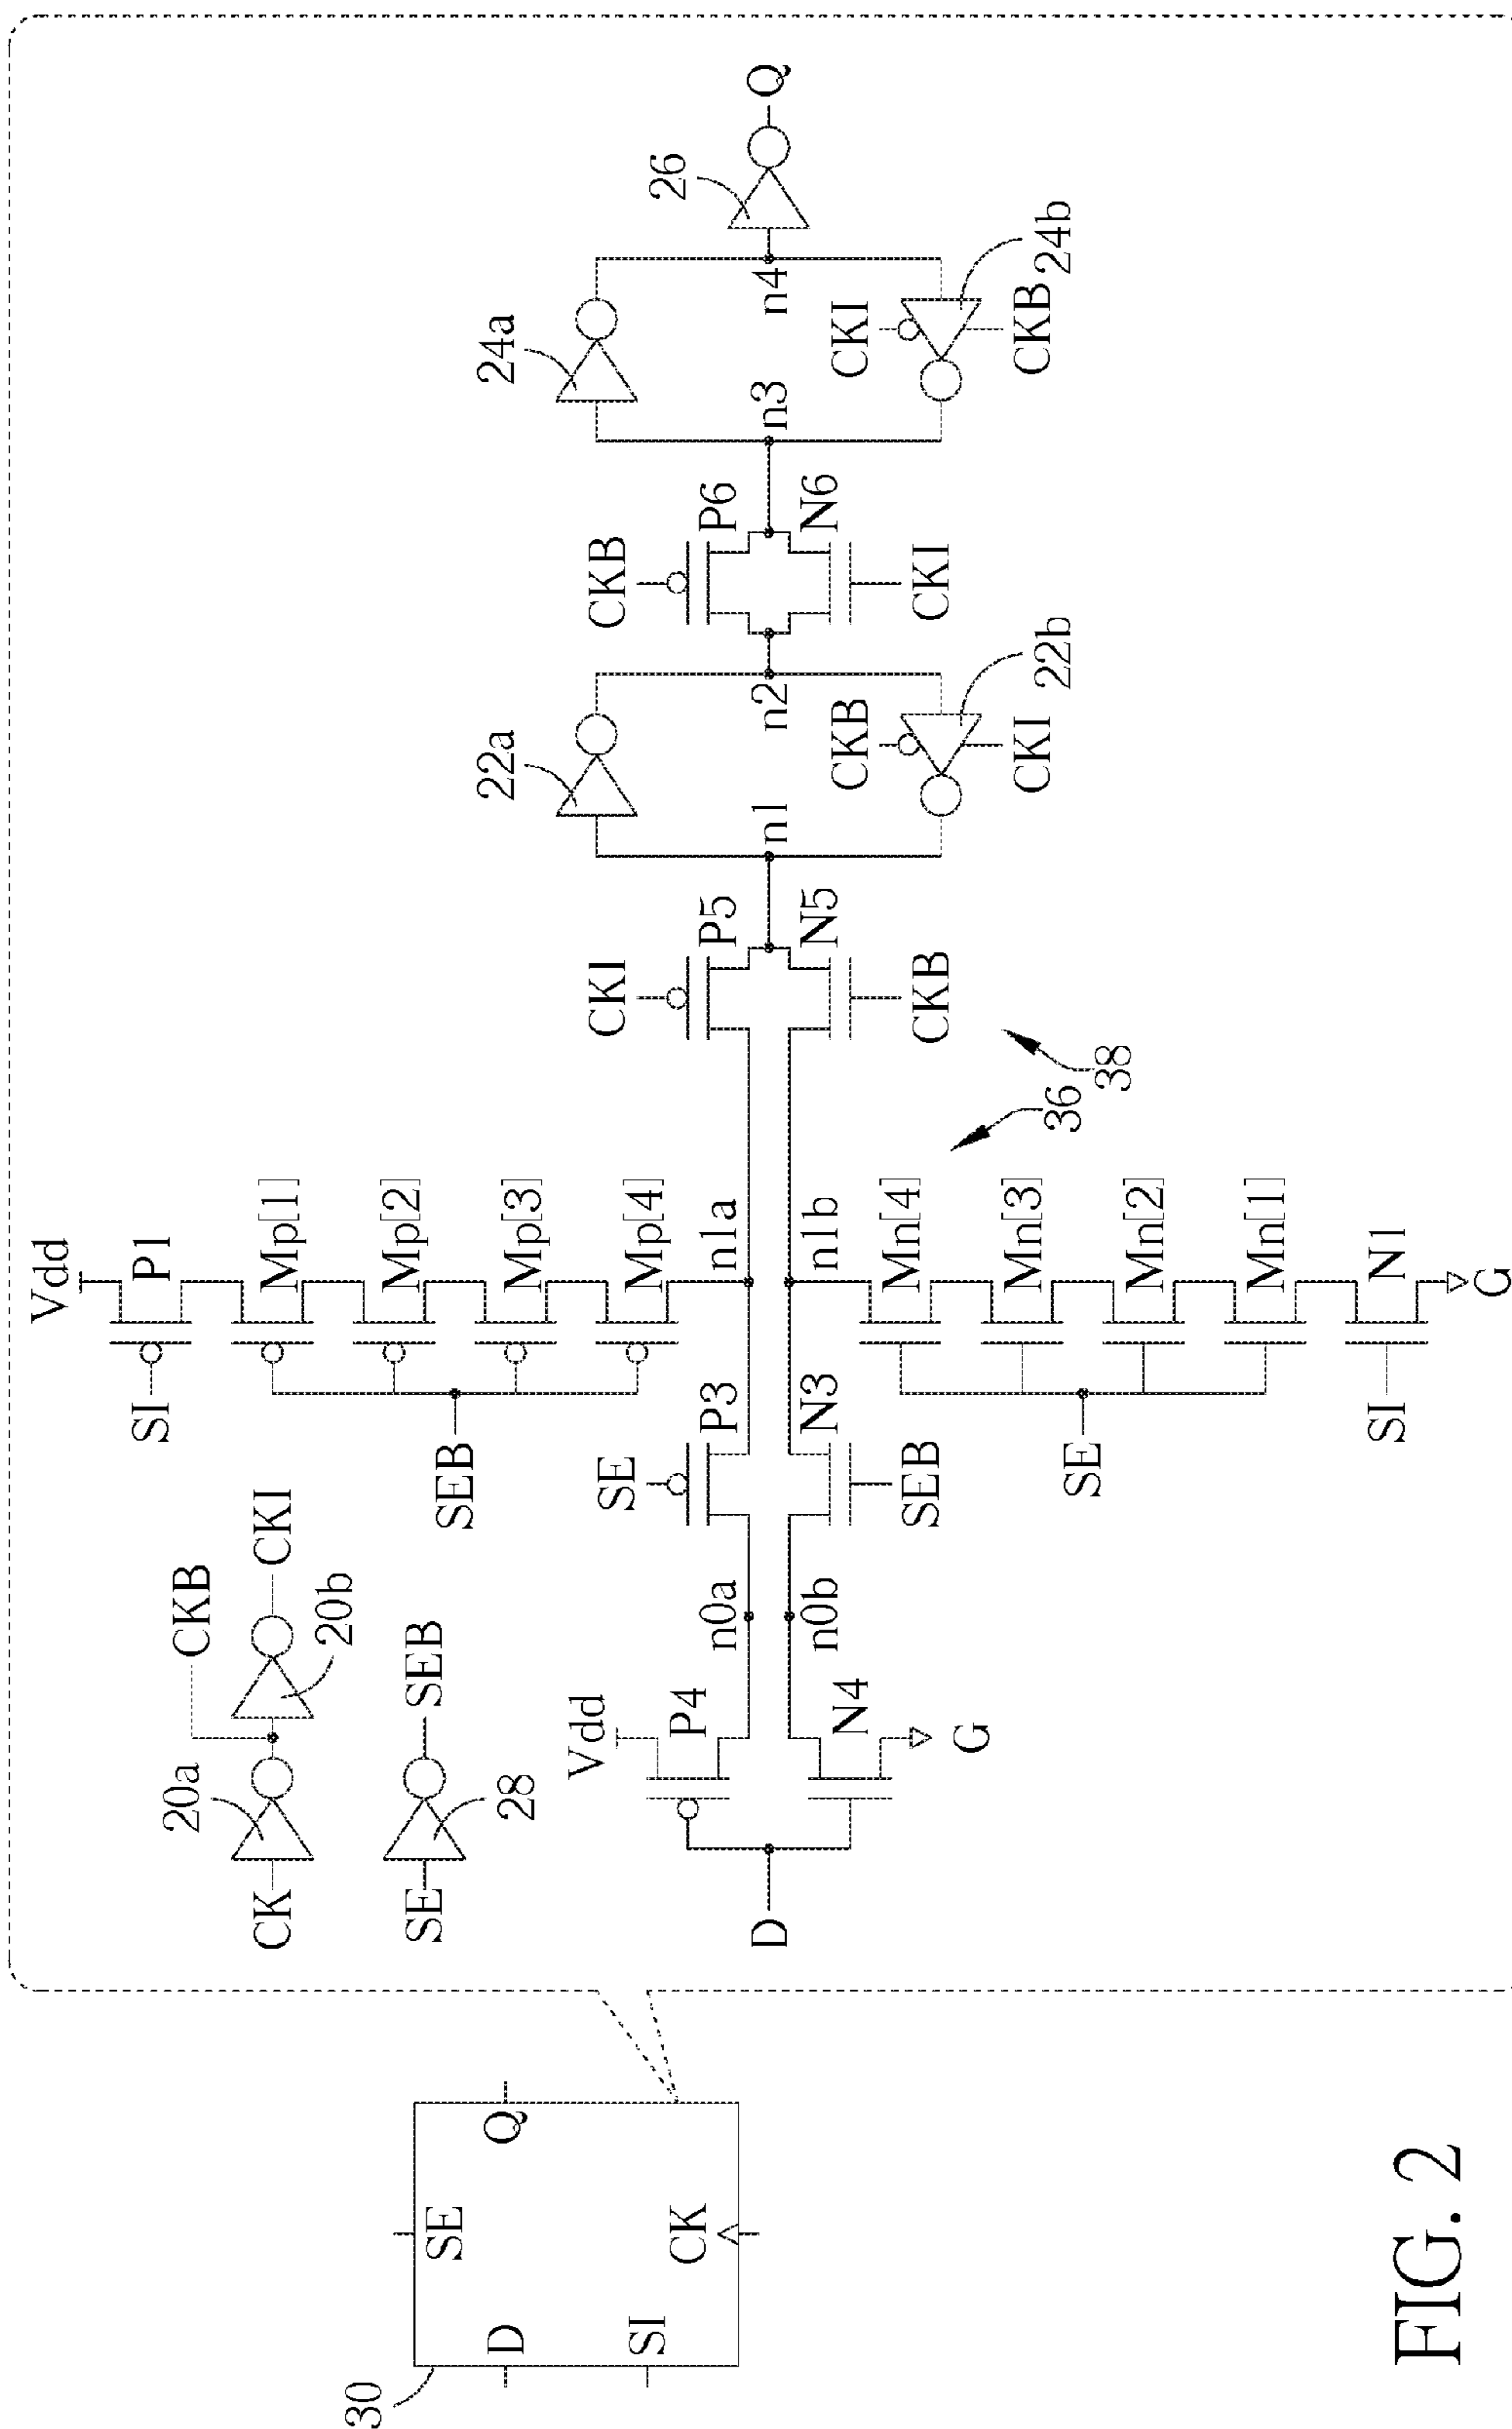 30
SE
D
Q
SI
CK
20a
CKB
CK
CKI
20b
SE
SEB
28
Vdd
SI
P1
Mp[1]
Mp[2]
SEB
Mp[3]
Mp[4]
Vdd
P4
n0a
SE
P3
n1a
D
n0b
N3
n1b
N4
G
SEB
Mn[4]
Mn[3]
SE
Mn[2]
Mn[1]
SI
N1
G
36
38
CKI
P5
N5
CKB
22a
n1
n2
CKB
CKI
22b
CKB
P6
N6
CKI
24a
n3
n4
CKI
CKB
24b
26
Q
FIG. 2